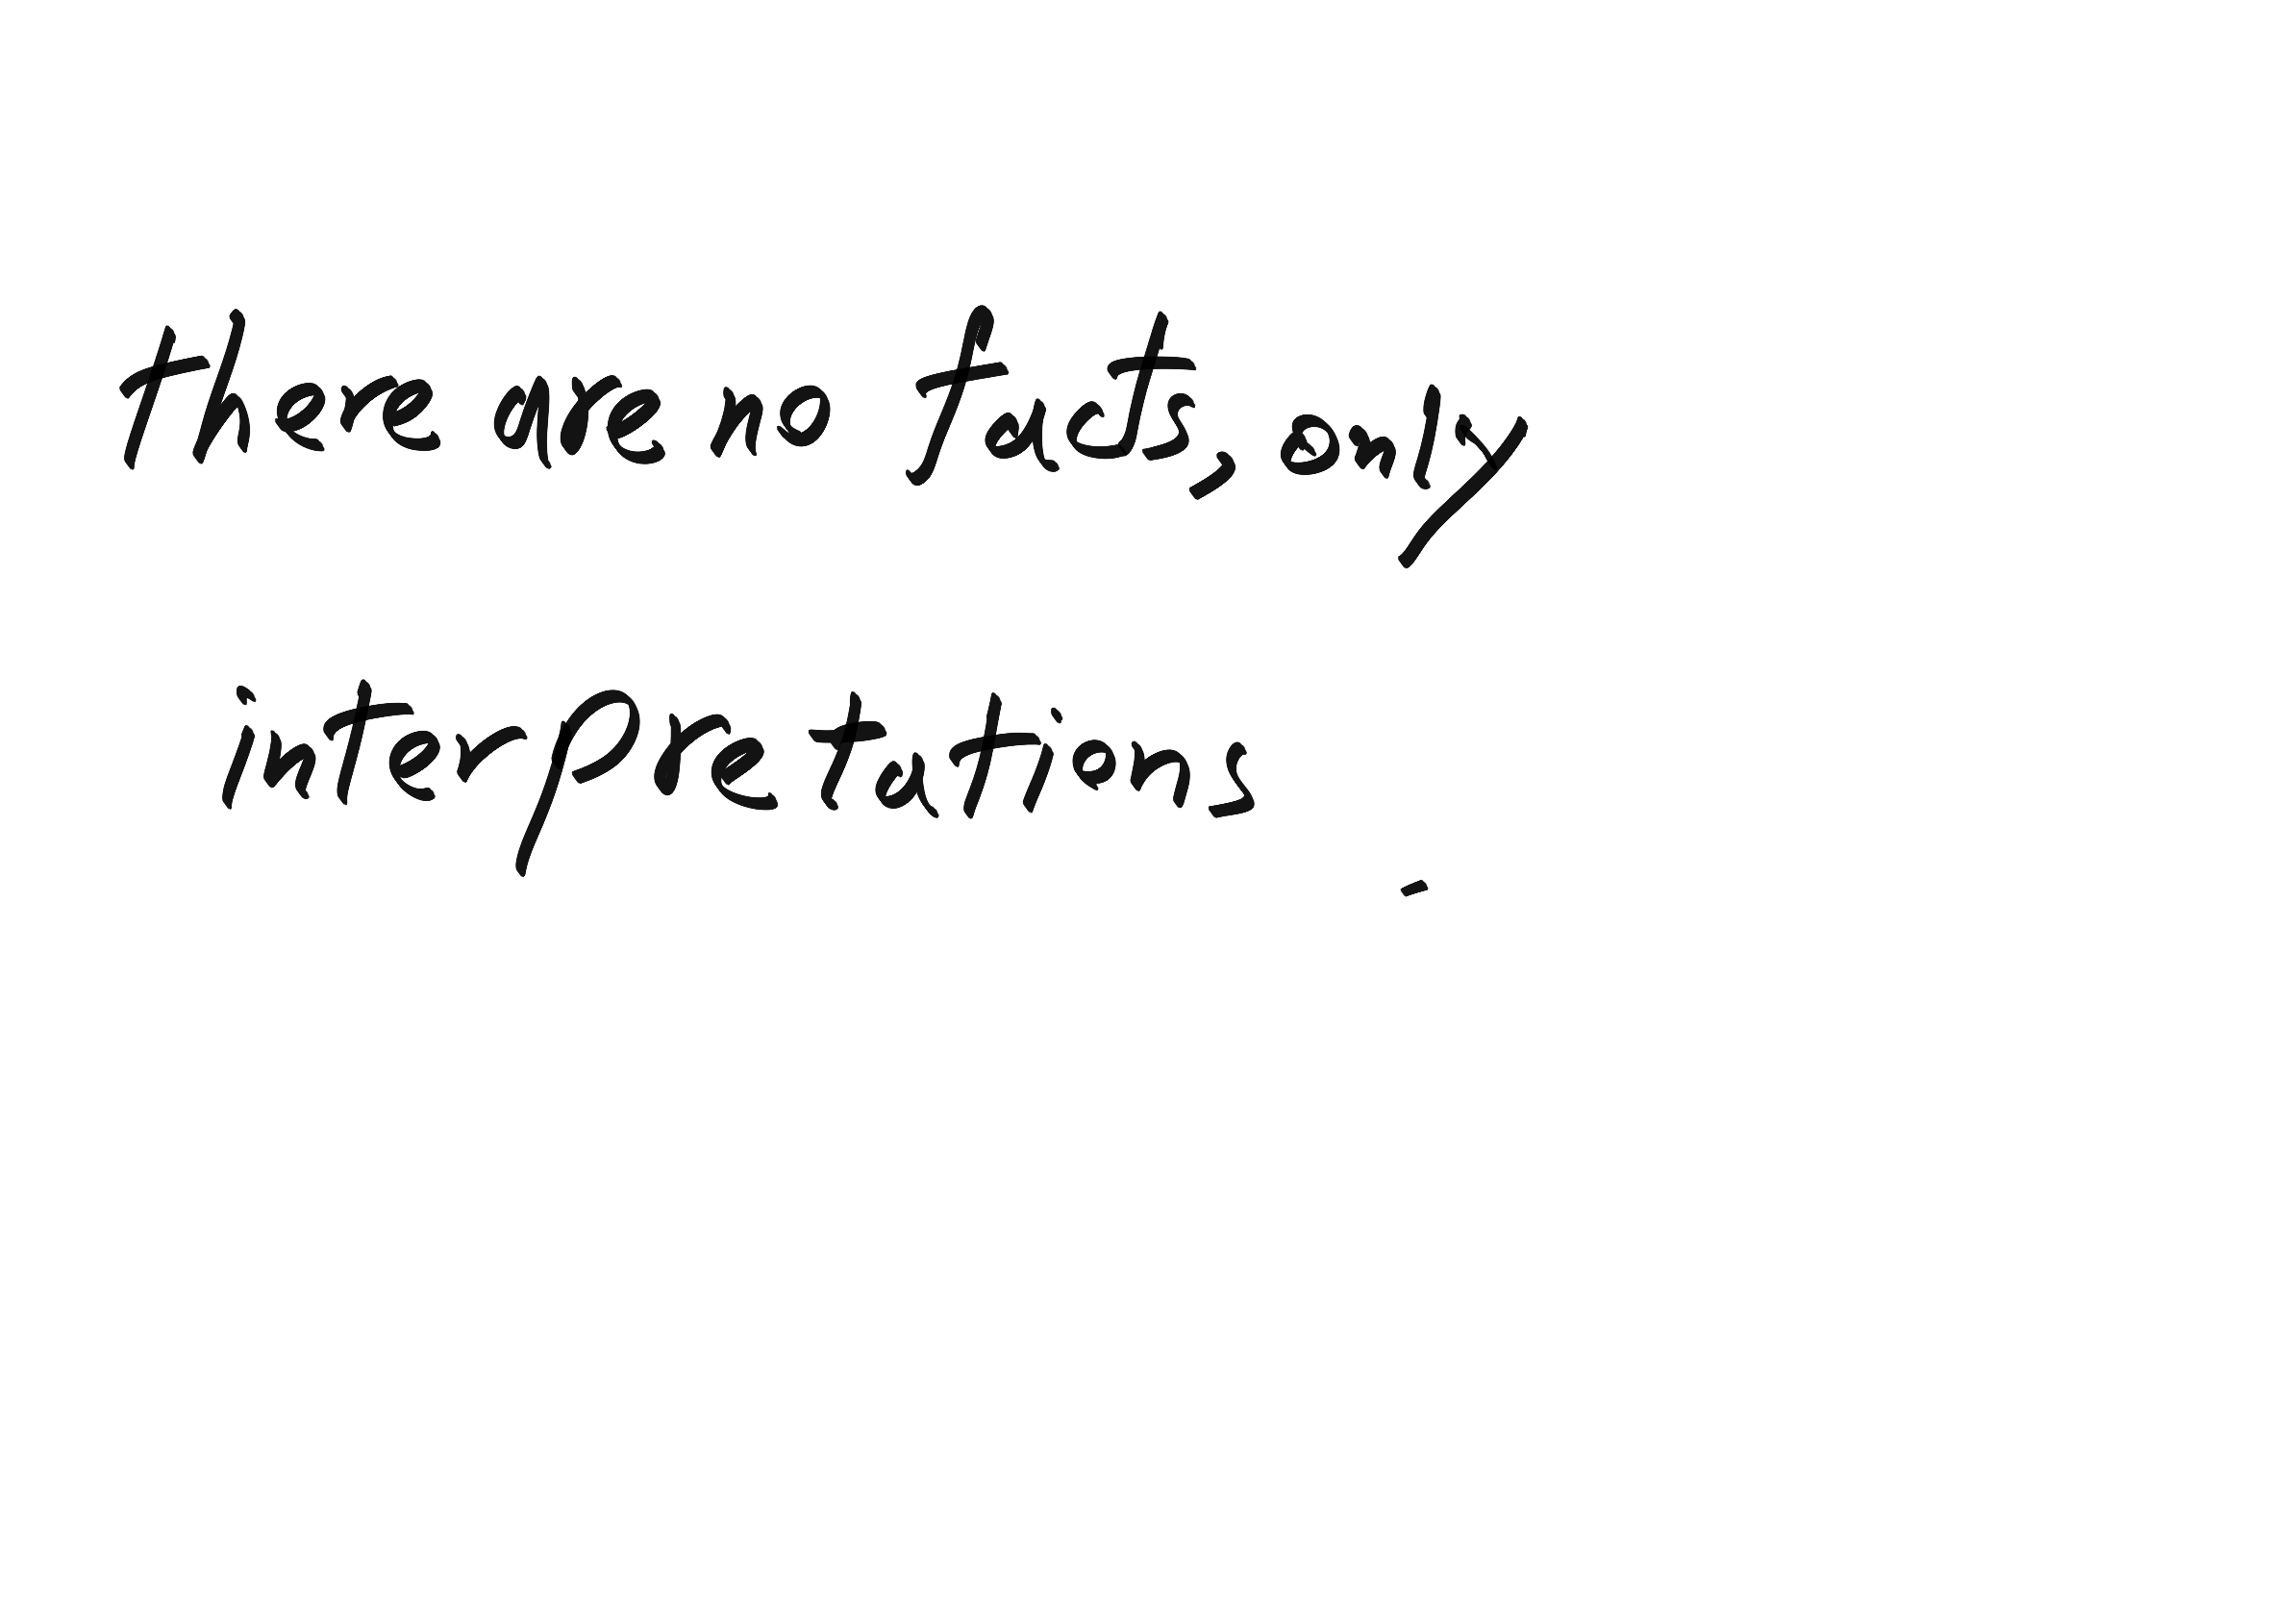 there are no facts, only
interpretations.